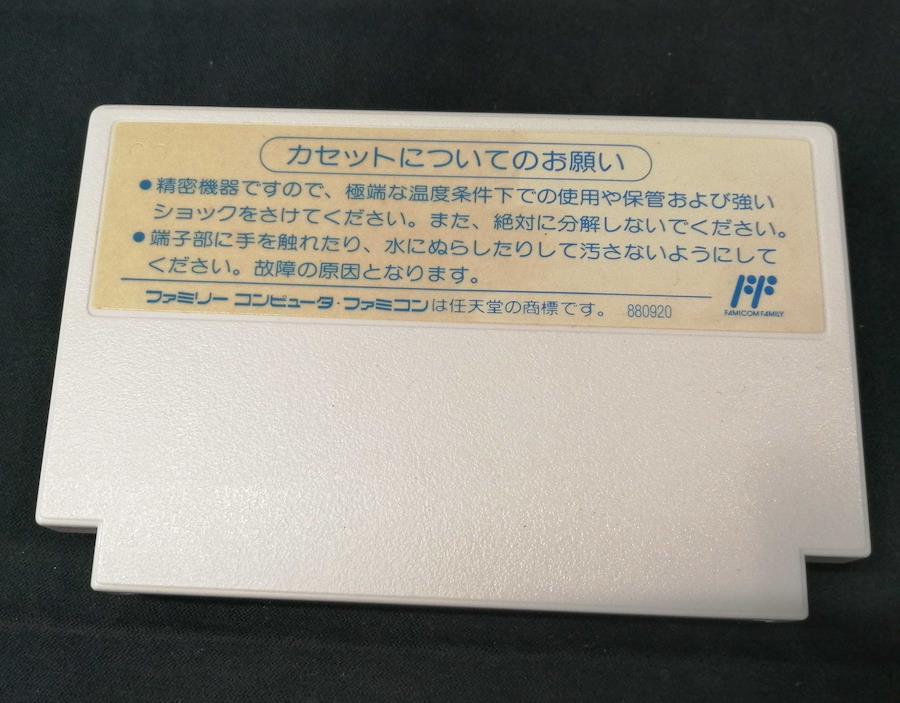 カセットについてのお願い
●精密機器ですので、極端な温度条件下での使用や保管および強い
ショックをさけてください。また、絶対に分解しないでください。
●端子部に手を触れたり、水にぬらしたりして汚さないようにして
ください。故障の原因となります。
ファミリー コンピュータ・ファミコンは任天堂の商標です。 880920
FF
FAMICOM FAMILY